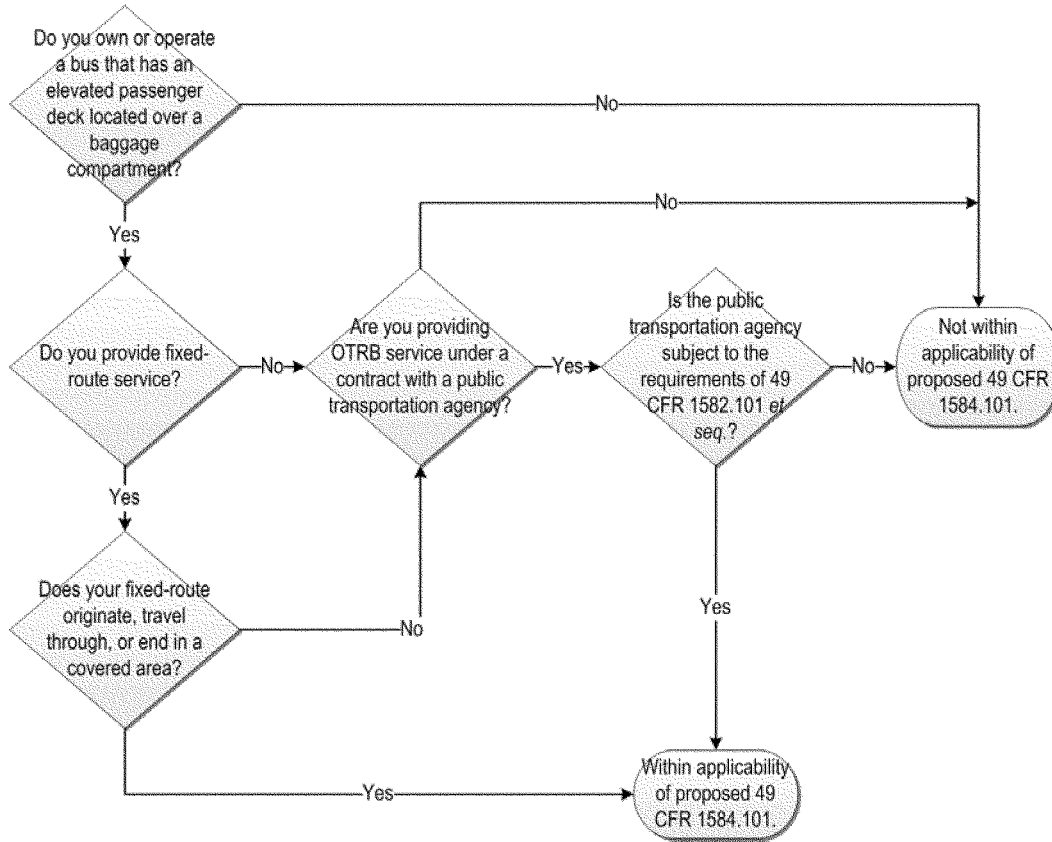 Do you own or operate
a bus that has an
elevated passenger
deck located over a
baggage
compartment?
No
Yes
No
Do you provide fixed-
route service?
No
Are you providing
OTRB service under a
contract with a public
transportation agency?
Yes
Is the public
transportation agency
subject to the
requirements of 49
CFR 1582.101 et
seq.?
No
Not within
applicability of
proposed 49 CFR
1584.101.
Yes
Does your fixed-route
originate, travel
through, or end in a
covered area?
No
Yes
Yes
Within applicability
of proposed 49
CFR 1584.101.